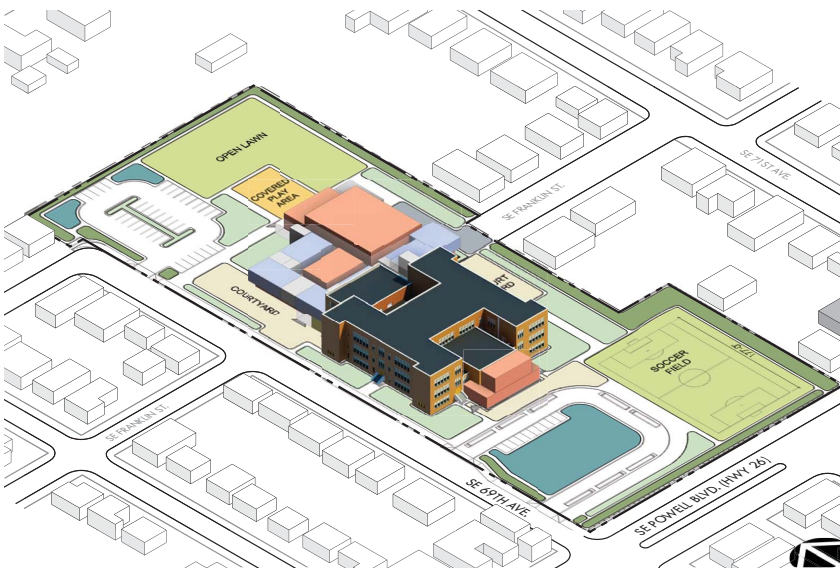 OPEN LAWN
COVERED
PLAY
AREA
SE 71ST AVE.
SE FRANKLIN ST.
COURTYARD
SOCCER
FIELD
SE FRANKLIN ST.
SE 69TH AVE.
SE POWELL BLVD. (HWY 26)